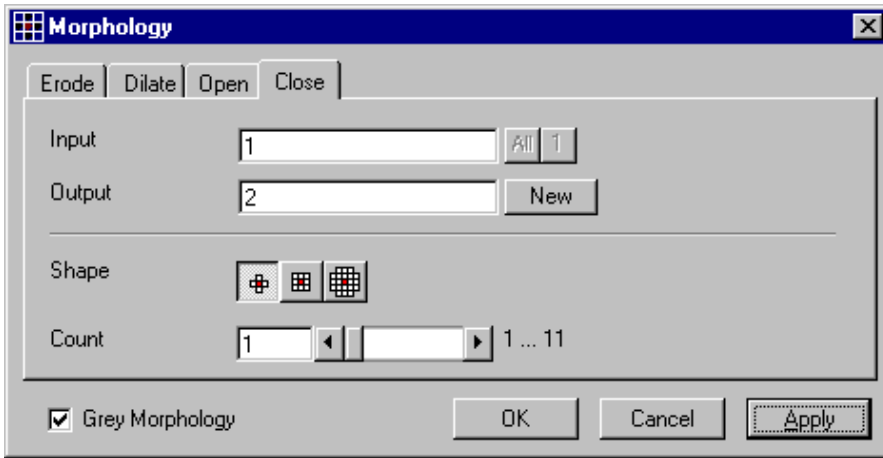 Morphology
Erode Dilate Open Close
Input 1 All 1
Output 2 New
Shape
Count 1 1 ... 11
Grey Morphology OK Cancel Apply